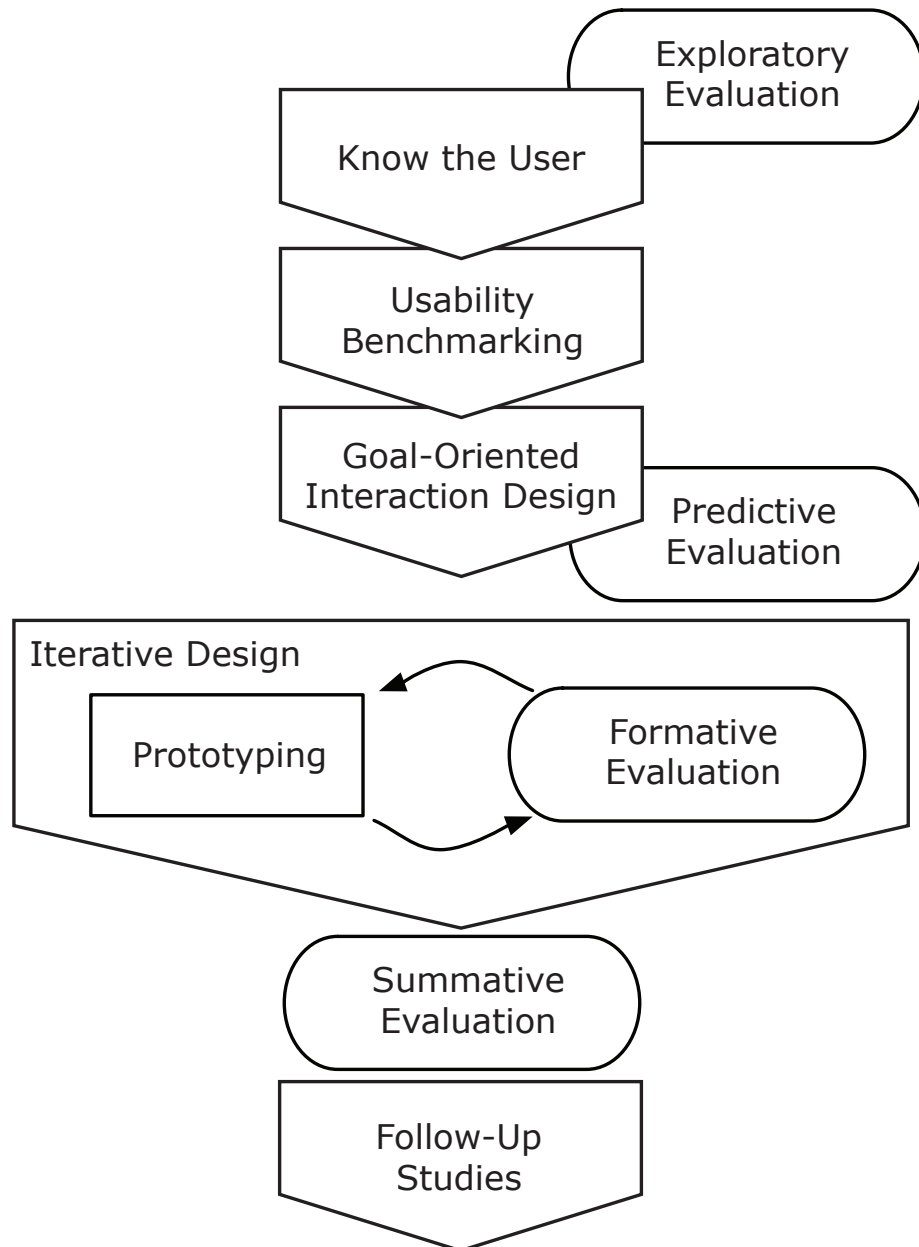 Exploratory
Evaluation
Know the User
Usability
Benchmarking
Goal-Oriented
Interaction Design
Predictive
Evaluation
Iterative Design
Prototyping
Formative
Evaluation
Summative
Evaluation
Follow-Up
Studies